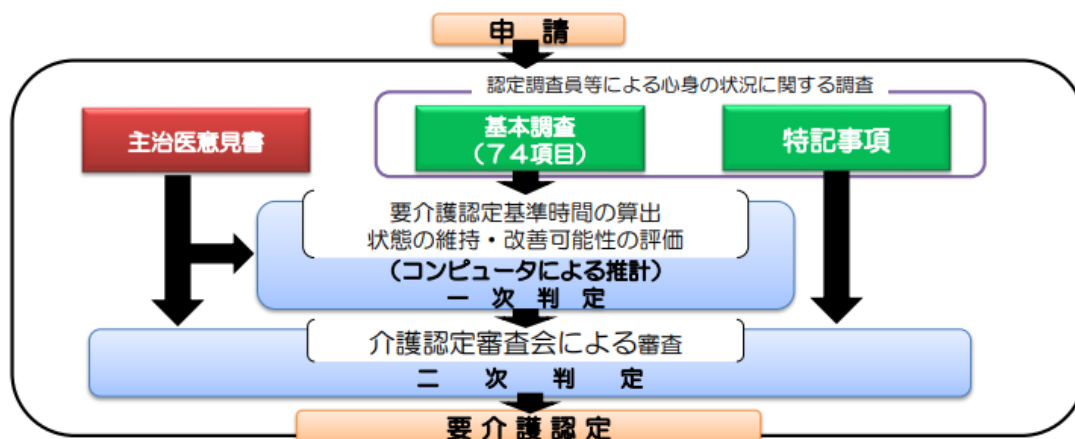 申請
認定調査員等による心身の状況に関する調査
主治医意見書
基本調査
（７４項目）
特記事項
要介護認定基準時間の算出
状態の維持・改善可能性の評価
（コンピュータによる推計）
一次判定
介護認定審査会による審査
二次判定
要介護認定